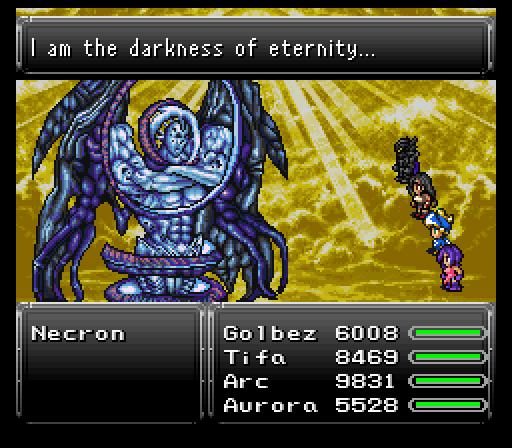 I am the darkness of eternity...
Necron
Golbez 6008
Tifa 8469
Arc 9831
Aurora 5528